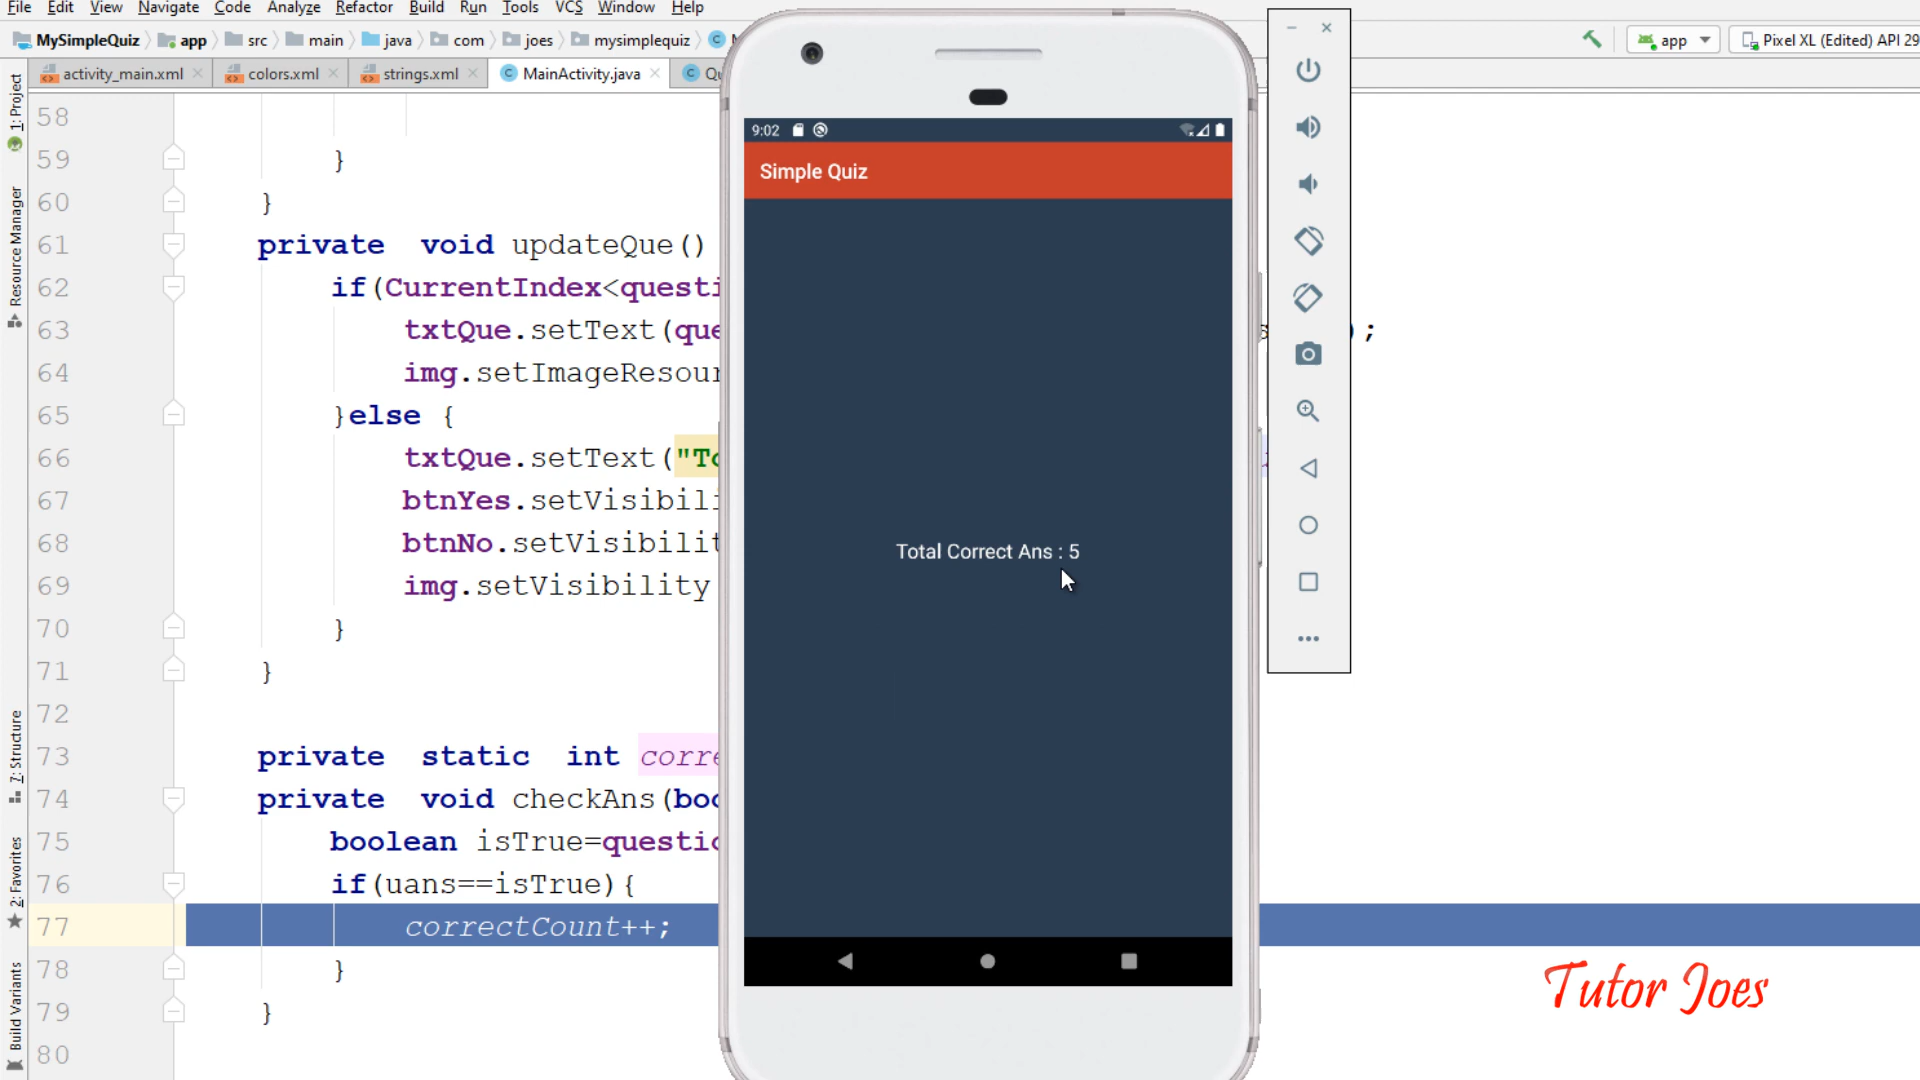 File Edit View Navigate Code Analyze Refactor Build Run Tools VCS Window Help
MySimpleQuiz app src main java com joes mysimplequiz
app Pixel XL (Edited) API 29
activity_main.xml colors.xml strings.xml MainActivity.java
1: Project
Resource Manager
7: Structure
2: Favorites
Build Variants
58
59 }
60 }
61 private void updateQue()
62 if(CurrentIndex<questi
63 txtQue.setText(que );
64 img.setImageResour
65 }else {
66 txtQue.setText("To
67 btnYes.setVisibili
68 btnNo.setVisibilit
69 img.setVisibility
70 }
71 }
72
73 private static int corre
74 private void checkAns(boo
75 boolean isTrue=questio
76 if(uans==isTrue){
77 correctCount++;
78 }
79 }
80
9:02
Simple Quiz
Total Correct Ans : 5
Tutor Joes